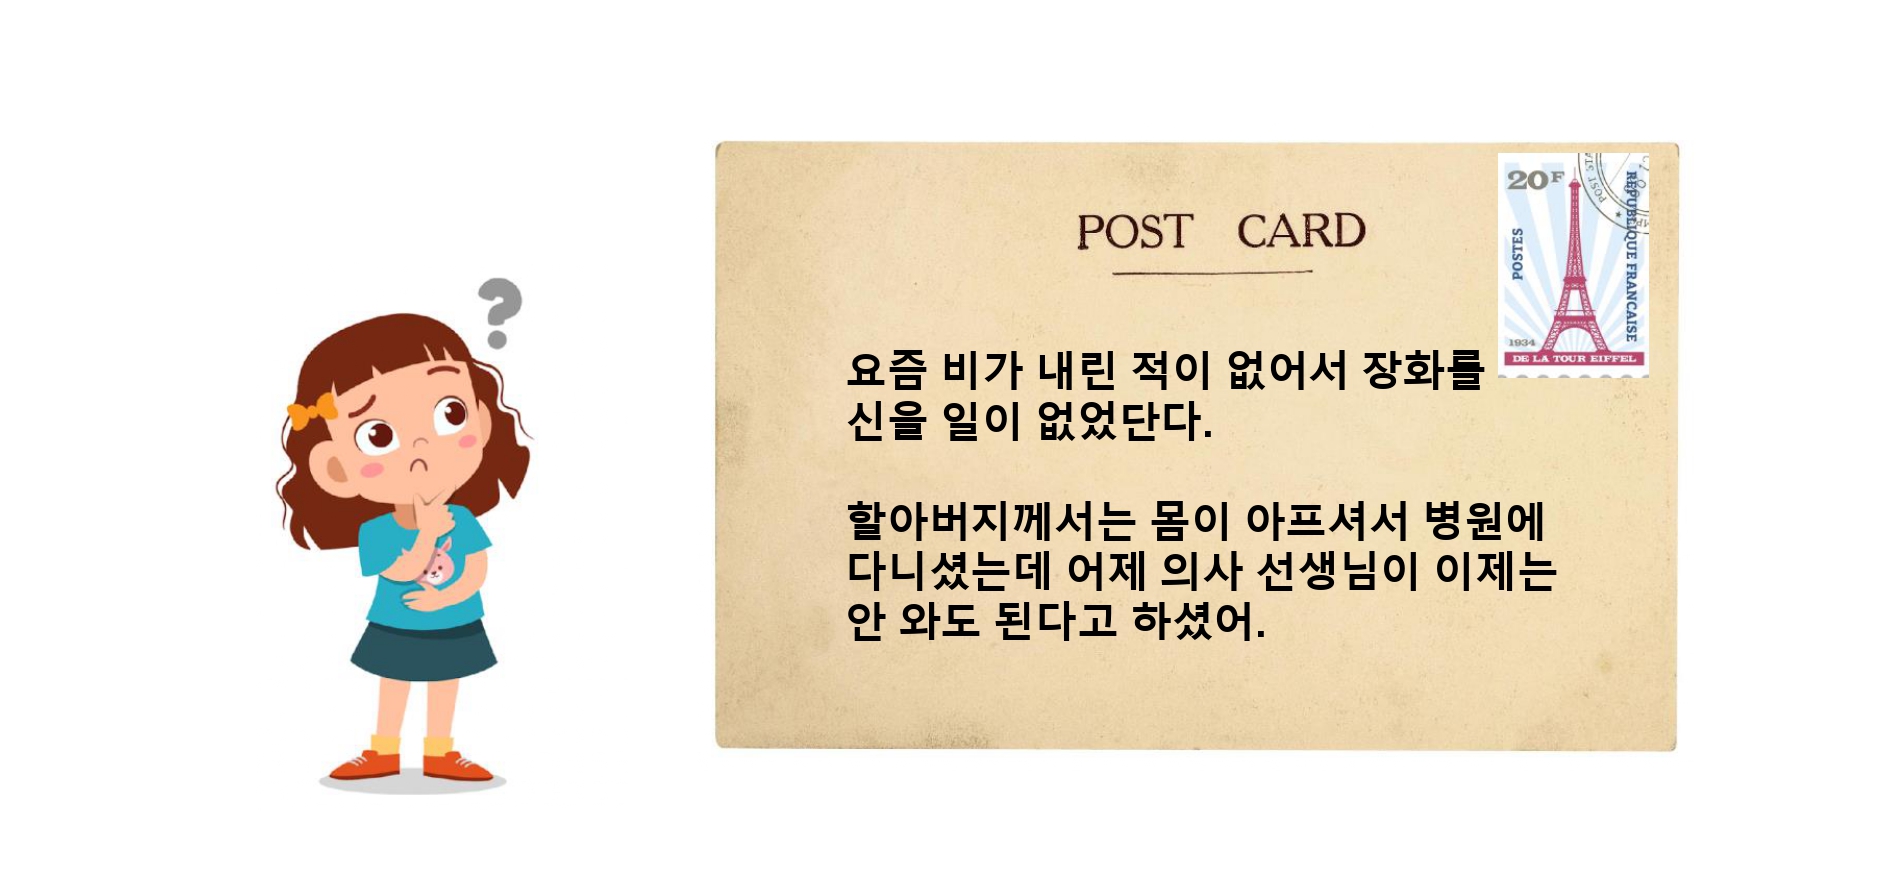 POST CARD
20F
POSTES
RÉPUBLIQUE FRANCAISE
1934
DE LA TOUR EIFFEL
요즘 비가 내린 적이 없어서 장화를
신을 일이 없었단다.
할아버지께서는 몸이 아프셔서 병원에
다니셨는데 어제 의사 선생님이 이제는
안 와도 된다고 하셨어.